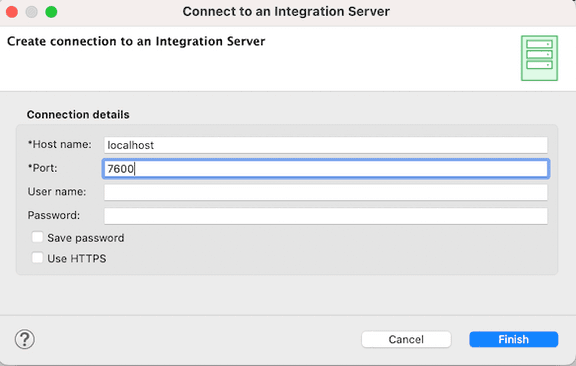 Connect to an Integration Server
Create connection to an Integration Server
Connection details
*Host name: localhost
*Port: 7600
User name:
Password:
Save password
Use HTTPS
? Cancel Finish